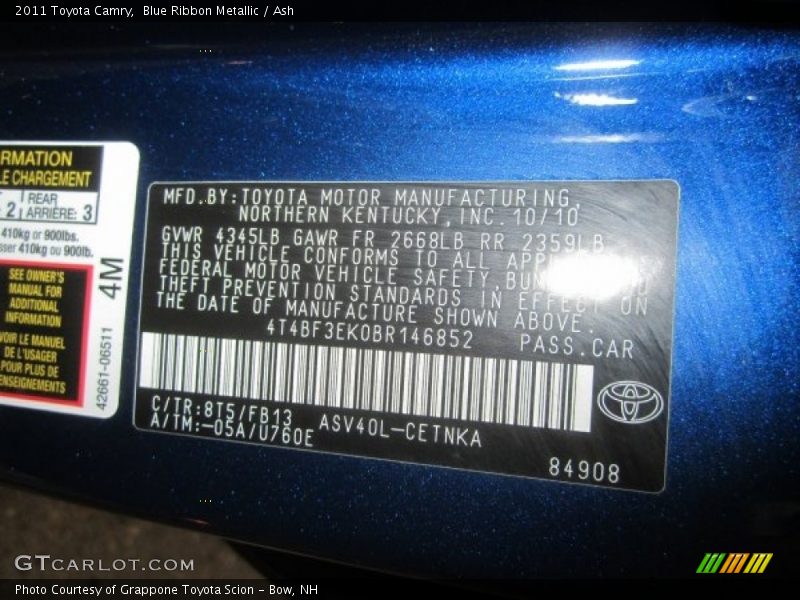 2011 Toyota Camry, Blue Ribbon Metallic / Ash
RMATION
LE CHARGEMENT
2 REAR
ARRIÈRE: 3
410kg or 900lbs.
sser 410kg ou 900lb.
SEE OWNER'S
MANUAL FOR
ADDITIONAL
INFORMATION
VOIR LE MANUEL
DE L'USAGER
POUR PLUS DE
RENSEIGNEMENTS
4M
42661-06511
MFD. BY: TOYOTA MOTOR MANUFACTURING,
NORTHERN KENTUCKY, INC. 10/10
GVWR 4345LB GAWR FR 2668LB RR 2359LB
THIS VEHICLE CONFORMS TO ALL
FEDERAL MOTOR VEHICLE SAFETY,
THEFT PREVENTION STANDARDS IN EFFECT ON
THE DATE OF MANUFACTURE SHOWN ABOVE.
4T4BF3EK0BR146852 PASS.CAR
C/TR:8T5/FB13
A/TM:-05A/U760E
ASV40L-CETNKA
84908
GTCARLOT.COM
Photo Courtesy of Grappone Toyota Scion - Bow, NH